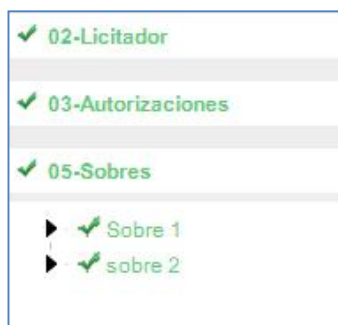 02-Licitador
03-Autorizaciones
05-Sobres
Sobre 1
sobre 2